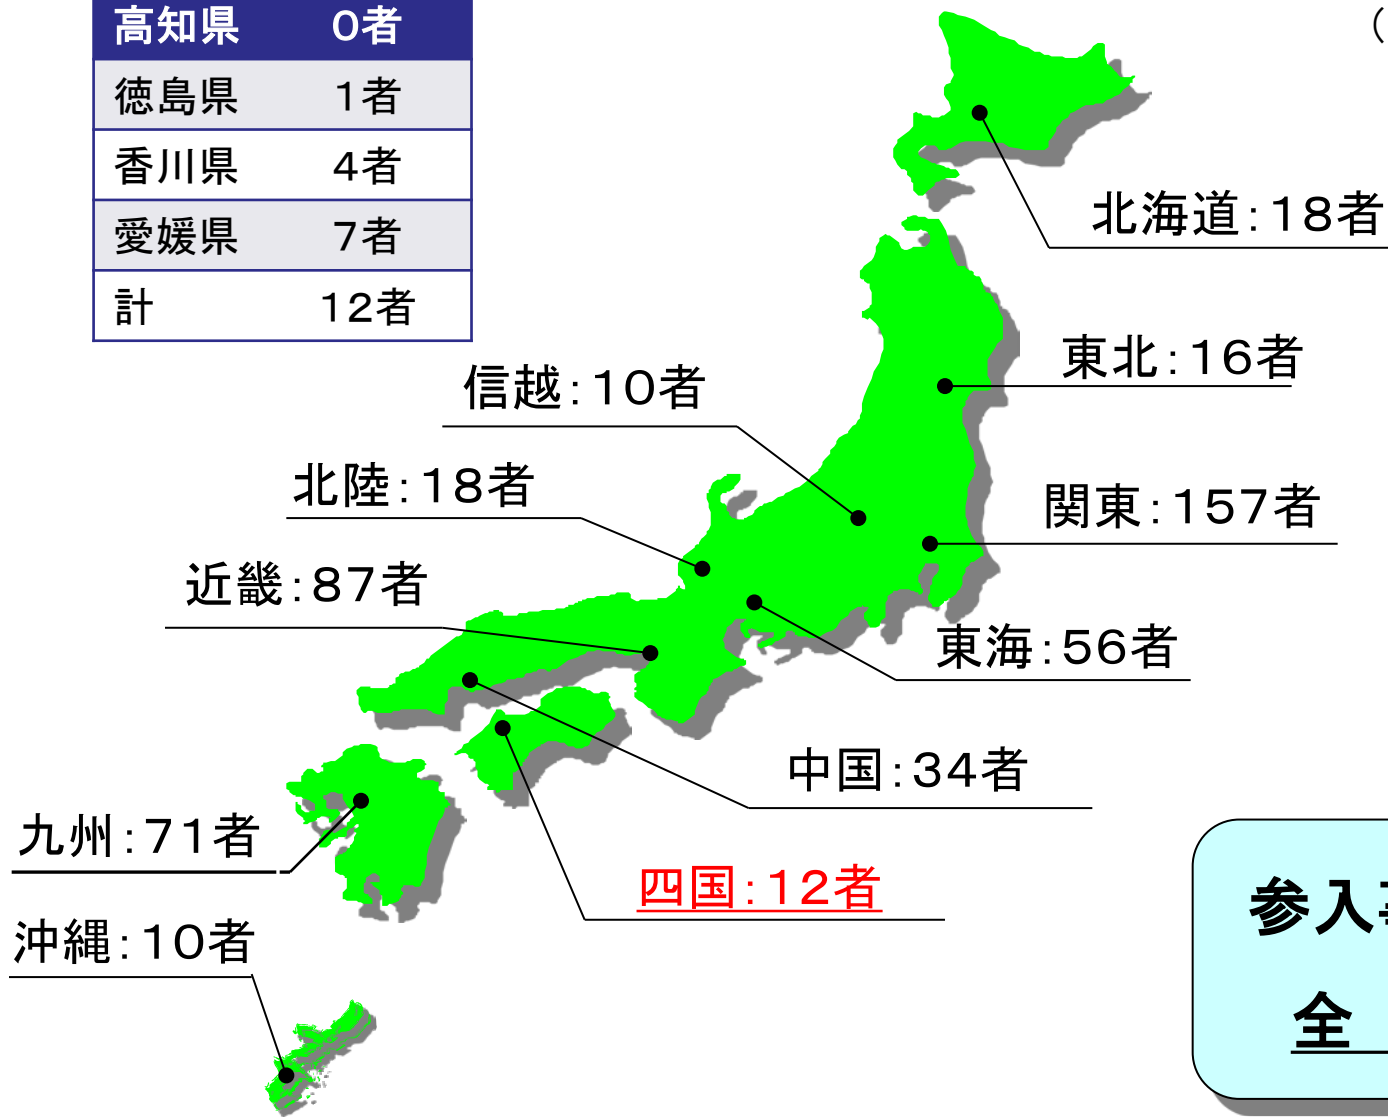 高知県 0者
（
徳島県 1者
香川県 4者
愛媛県 7者
計 12者
北海道：18者
東北：16者
信越：10者
北陸：18者
関東：157者
近畿：87者
東海：56者
中国：34者
九州：71者
四国：12者
沖縄：10者
参入
全